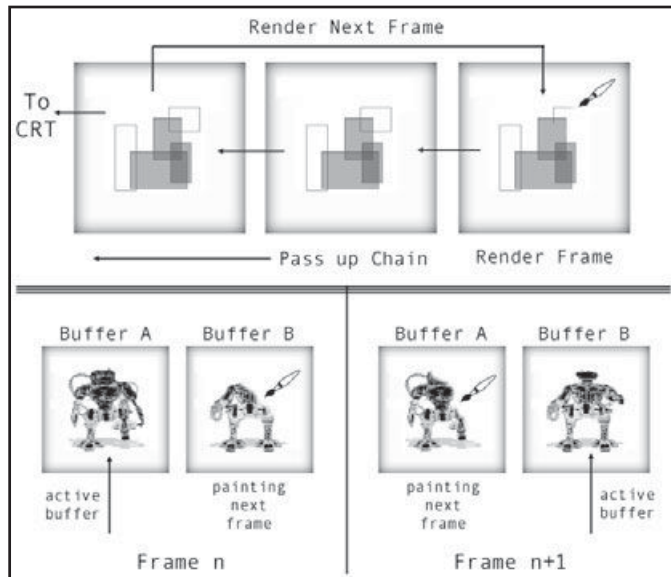 Render Next Frame
To
CRT
Pass up Chain
Render Frame
Buffer A
Buffer B
active
buffer
painting
next
frame
Frame n
Buffer A
Buffer B
painting
next
frame
active
buffer
Frame n+1